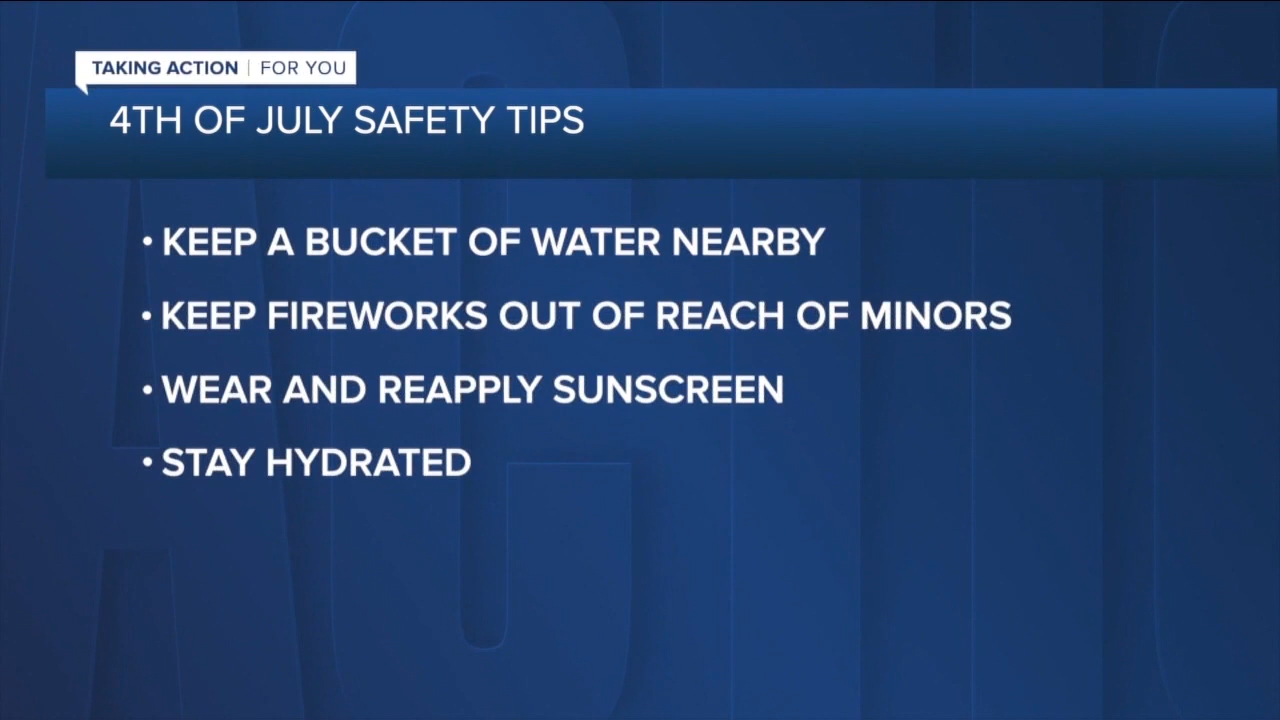 TAKING ACTION | FOR YOU
4TH OF JULY SAFETY TIPS
• KEEP A BUCKET OF WATER NEARBY
• KEEP FIREWORKS OUT OF REACH OF MINORS
• WEAR AND REAPPLY SUNSCREEN
• STAY HYDRATED